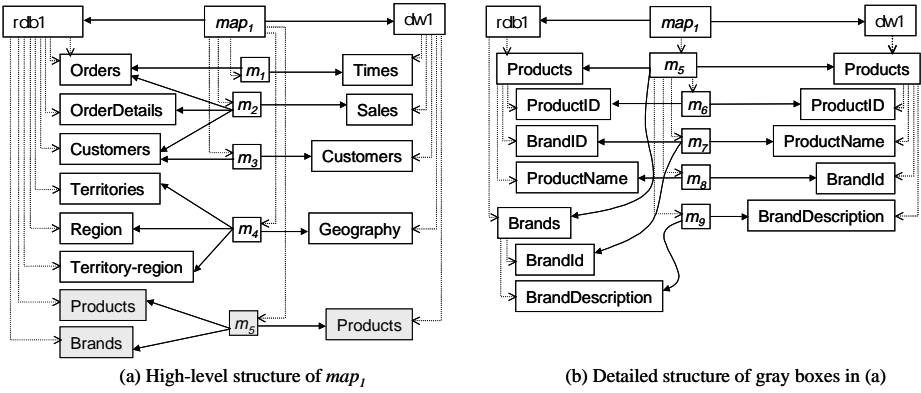 rdb1 map1 dw1
Orders m1 Times
OrderDetails m2 Sales
Customers m3 Customers
Territories
Region m4 Geography
Territory-region
Products m5 Products
Brands
(a) High-level structure of map1
rdb1 map1 dw1
Products m5 Products
ProductID m6 ProductID
BrandID m7 ProductName
ProductName m8 BrandId
Brands m9 BrandDescription
BrandId
BrandDescription
(b) Detailed structure of gray boxes in (a)